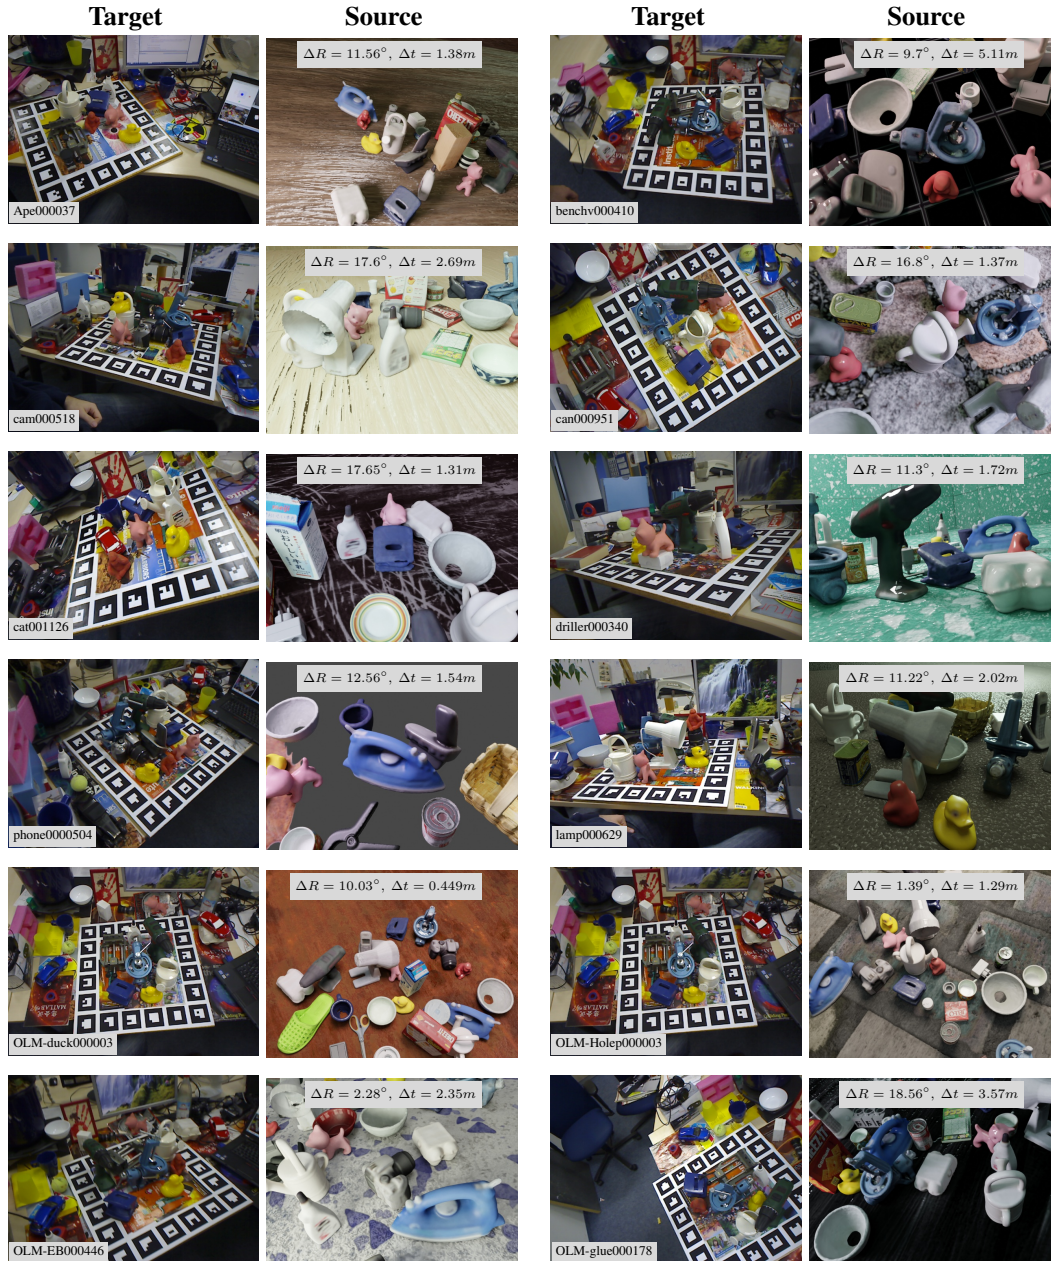 Target Source Target Source
ΔR = 11.56°, Δt = 1.38m
Ape000037
CHEEZ
ΔR = 9.7°, Δt = 5.11m
benchv000410
ΔR = 17.6°, Δt = 2.69m
cam000518
ΔR = 16.8°, Δt = 1.37m
can000951
ΔR = 17.65°, Δt = 1.31m
cat001126
ΔR = 11.3°, Δt = 1.72m
driller000340
ΔR = 12.56°, Δt = 1.54m
phone0000504
ΔR = 11.22°, Δt = 2.02m
lamp000629
ΔR = 10.03°, Δt = 0.449m
MATLAB
OLM-duck000003
ΔR = 1.39°, Δt = 1.29m
MATLAB
OLM-Holep000003
ΔR = 2.28°, Δt = 2.35m
OLM-EB000446
ΔR = 18.56°, Δt = 3.57m
OLM-glue000178